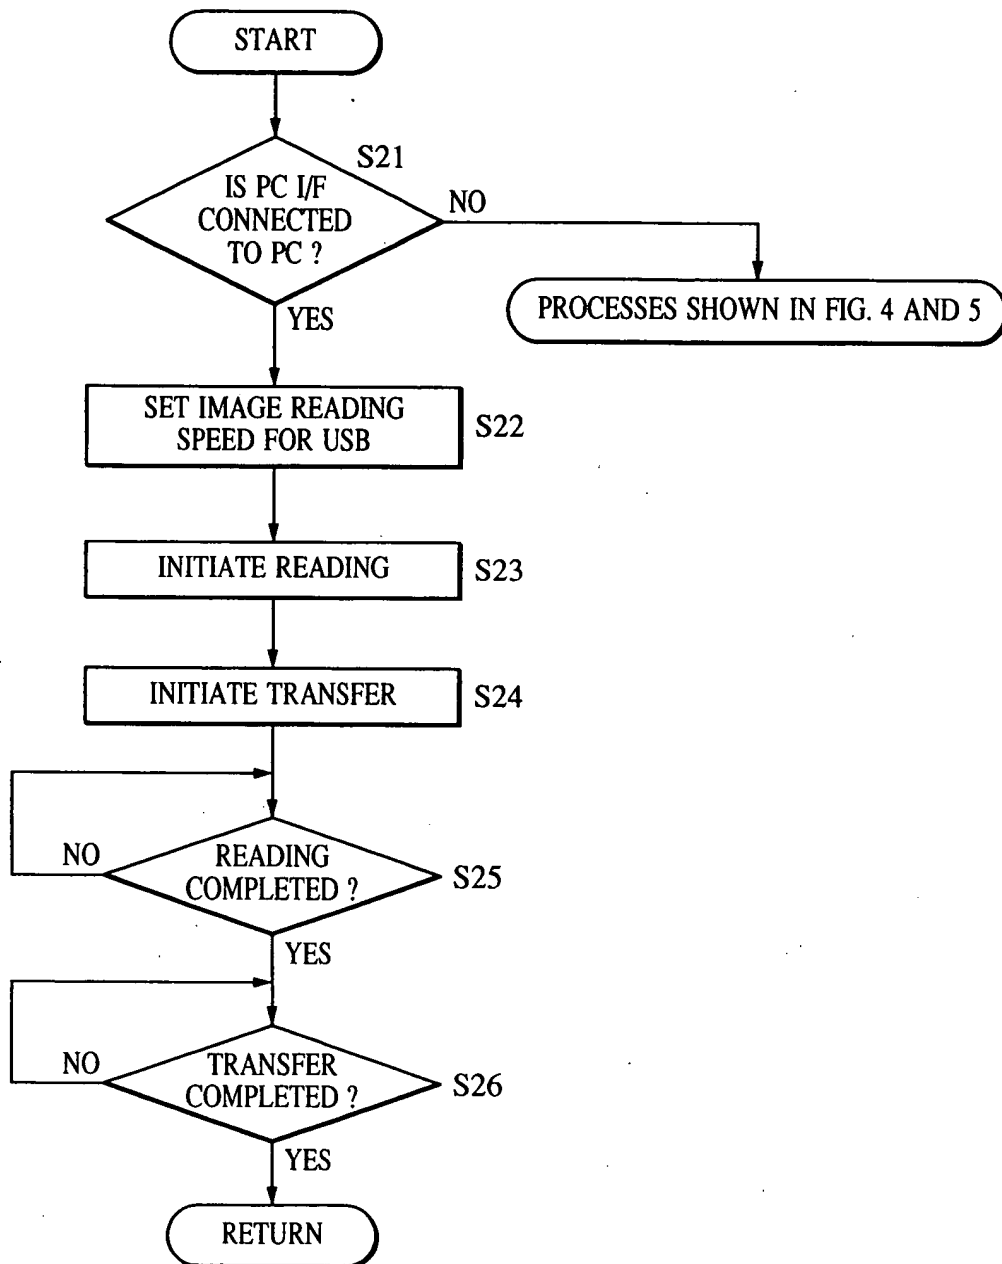 START
S21
IS PC I/F
CONNECTED
TO PC ?
NO
PROCESSES SHOWN IN FIG. 4 AND 5
YES
SET IMAGE READING
SPEED FOR USB
S22
INITIATE READING
S23
INITIATE TRANSFER
S24
NO
READING
COMPLETED ?
S25
YES
NO
TRANSFER
COMPLETED ?
S26
YES
RETURN